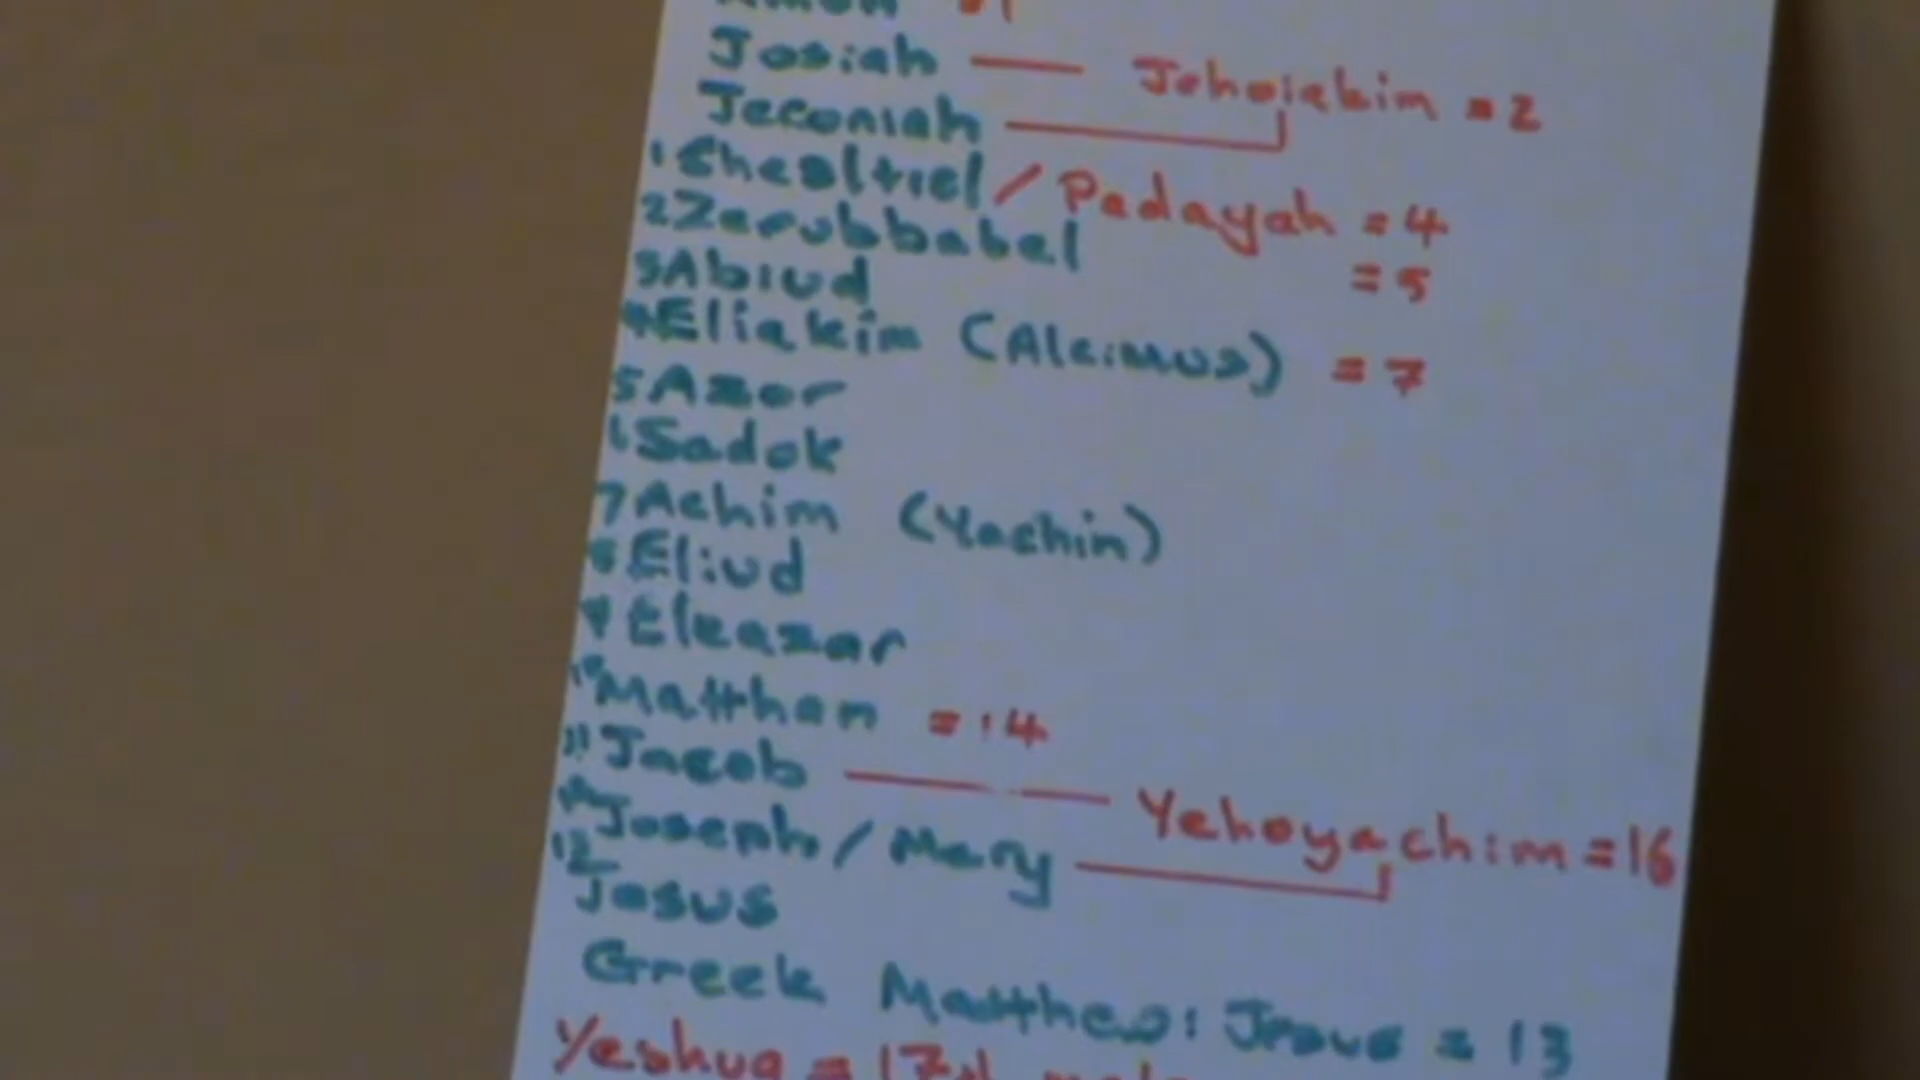 Josiah — Jehoiakim = 2
Jeconiah
1 Shealtiel / Padayah = 4
2 Zerubbabel = 5
3 Abiud
4 Eliakim (Alcimus) = 7
5 Azor
6 Sadok
7 Achim (Yachin)
8 Eliud
9 Eleazar
10 Matthan = 14
11 Jacob — Yehoyachim = 16
Joseph / Mary
12 Jesus
Greek Matthew: Jesus = 13
Yeshua = 17